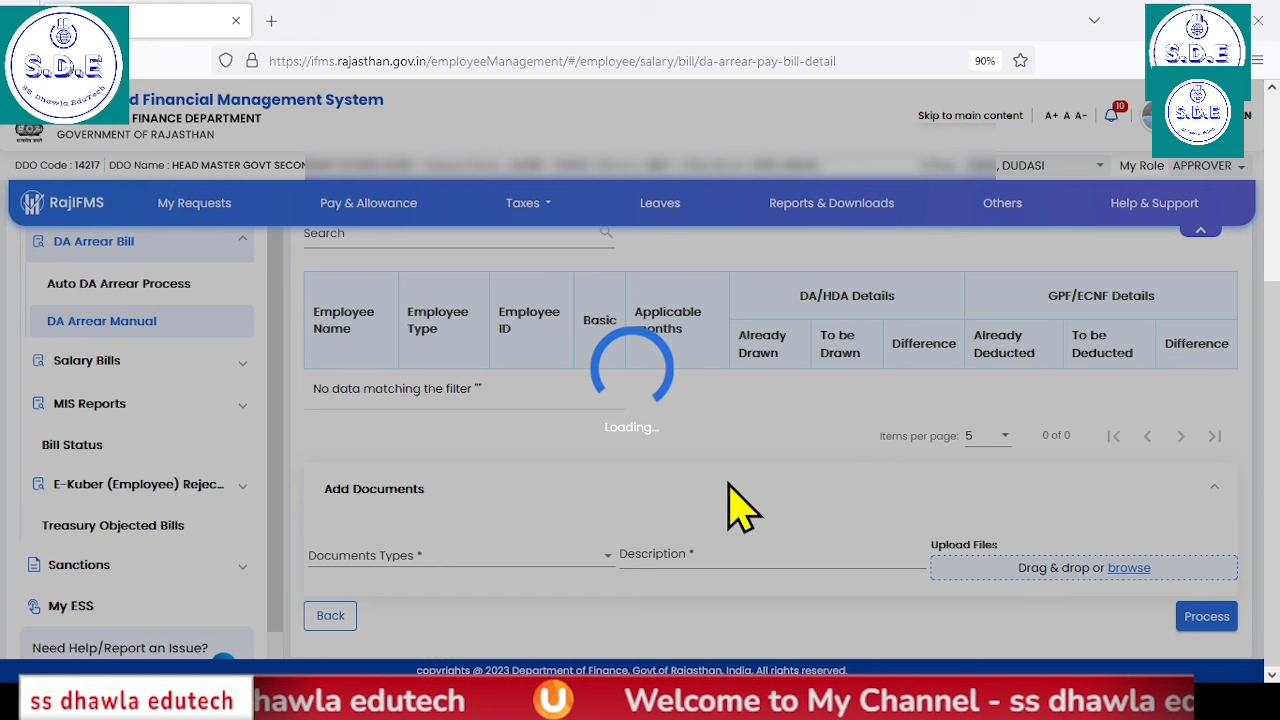 S.D.E
SS Dhawla EduTech
https://ifms.rajasthan.gov.in/employeeManagement/#/employee/salary/bill/da-arrear-pay-bill-detail
90%
S.D.E
d Financial Management System
FINANCE DEPARTMENT
GOVERNMENT OF RAJASTHAN
Skip to main content
A+ A A-
10
S.D.E
N
DDO Code : 14217
DDO Name : HEAD MASTER GOVT SECON
, DUDASI
My Role
APPROVER
RajIFMS
My Requests
Pay & Allowance
Taxes
Leaves
Reports & Downloads
Others
Help & Support
DA Arrear Bill
Auto DA Arrear Process
DA Arrear Manual
Salary Bills
MIS Reports
Bill Status
E-Kuber (Employee) Rejec...
Treasury Objected Bills
Sanctions
My ESS
Need Help/Report an Issue?
Search
Employee Name
Employee Type
Employee ID
Basic
Applicable months
DA/HDA Details
Already Drawn
To be Drawn
Difference
GPF/ECNF Details
Already Deducted
To be Deducted
Difference
No data matching the filter ""
Loading...
Items per page: 5
0 of 0
Add Documents
Documents Types *
Description *
Upload Files
Drag & drop or browse
Back
Process
copyrights @ 2023 Department of Finance, Govt.of Rajasthan, India, All rights reserved.
ss dhawla edutech
hawla edutech
Welcome to My Channel - ss dhawla ed